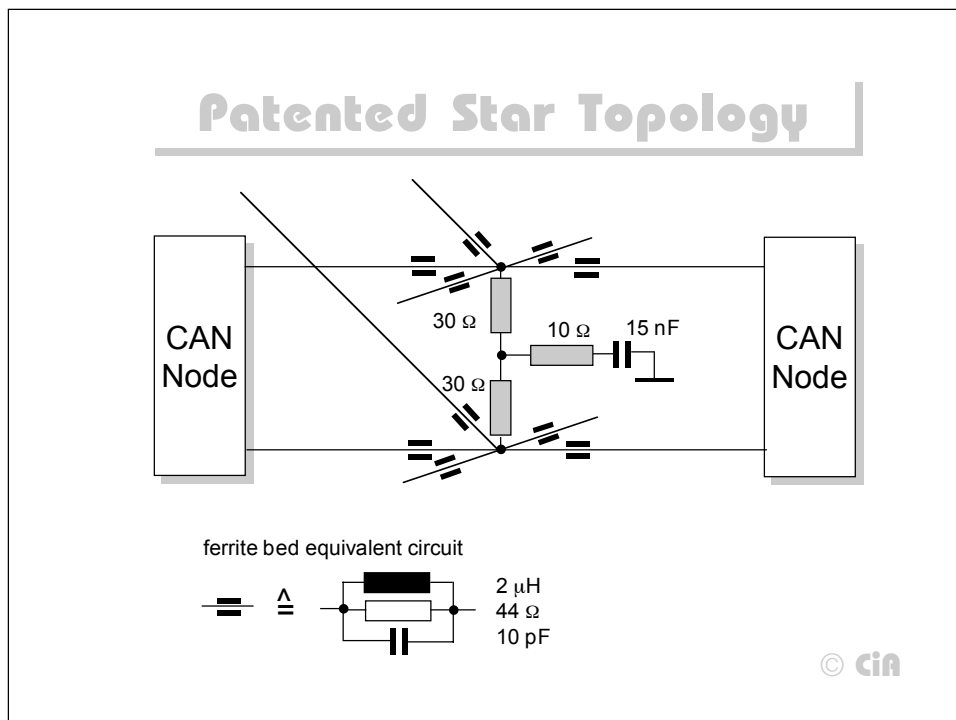 Patented Star Topology
CAN
Node
30 Ω
10 Ω
15 nF
30 Ω
CAN
Node
ferrite bed equivalent circuit
≙
2 μH
44 Ω
10 pF
© CiA